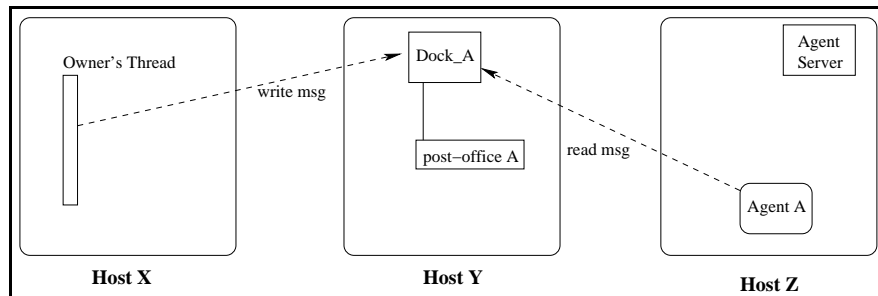 Owner's Thread
write msg
Host X
Dock_A
post-office A
Host Y
read msg
Agent
Server
Agent A
Host Z